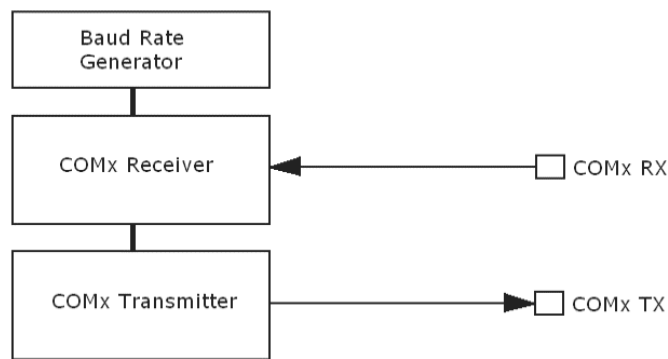 Baud Rate
Generator
COMx Receiver
COMx RX
COMx Transmitter
COMx TX